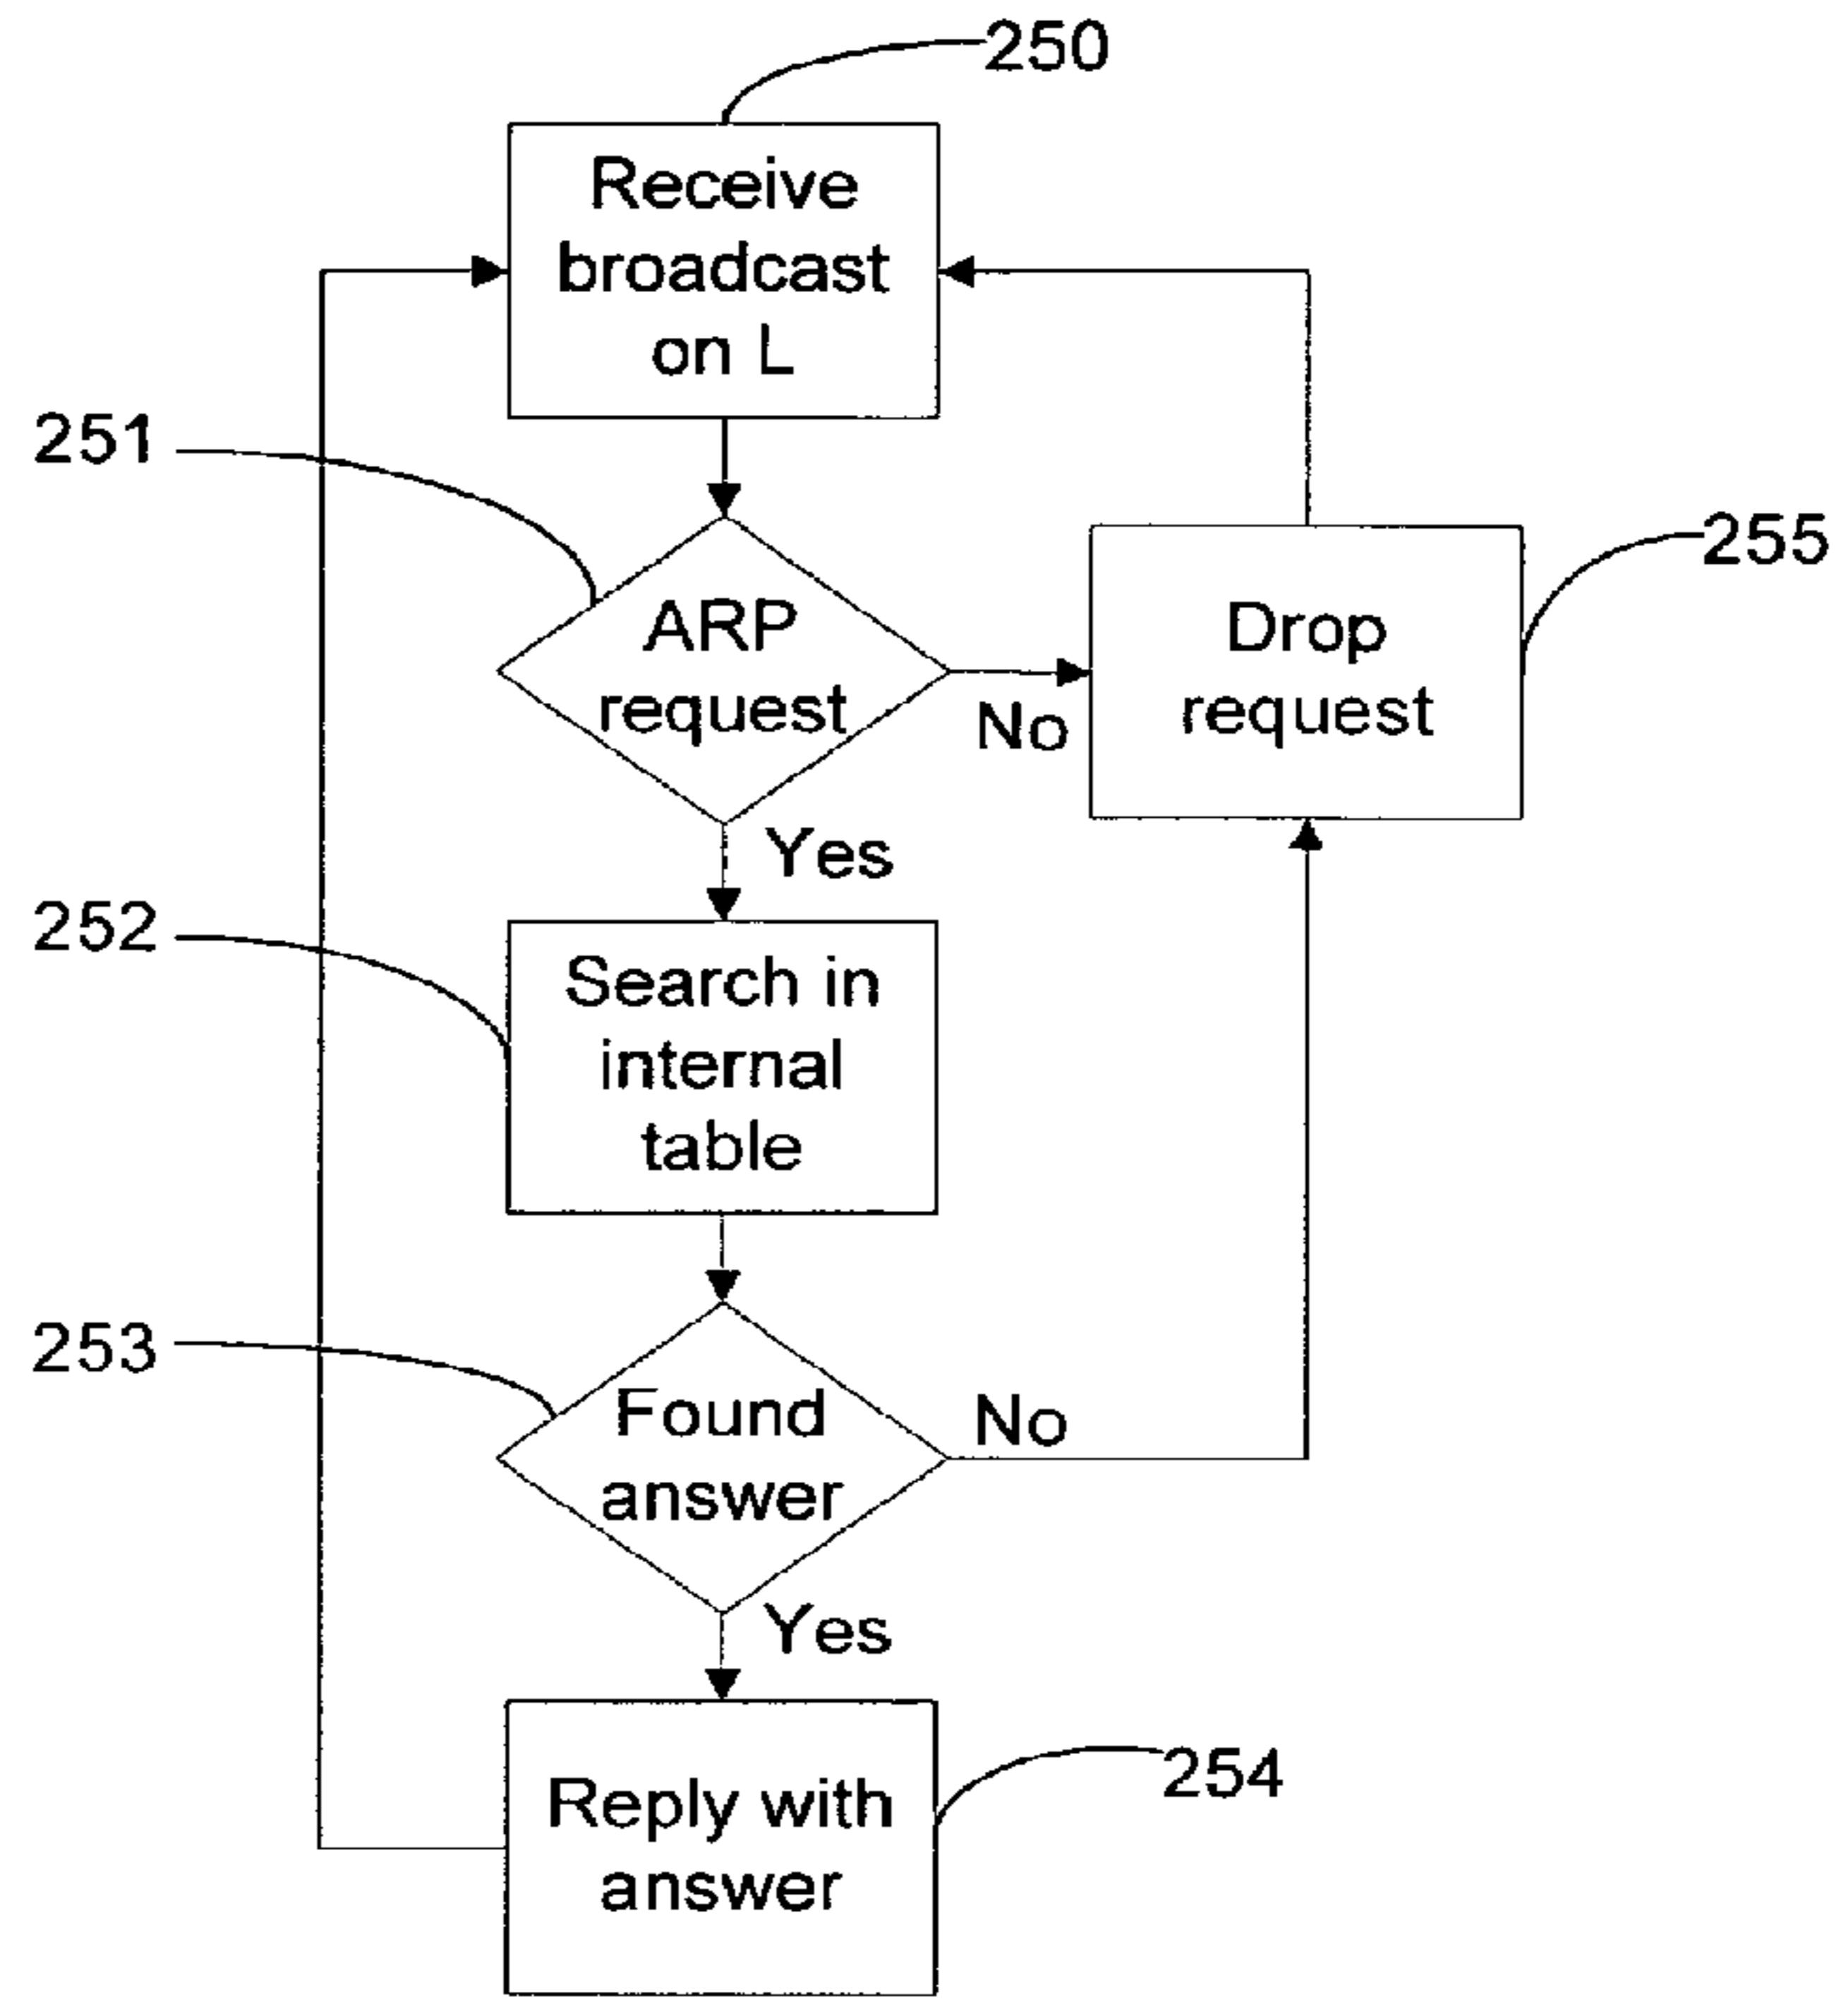 250
Receive
broadcast
on L
251
ARP
request
No
Drop
request
255
Yes
252
Search in
internal
table
253
Found
answer
No
Yes
Reply with
answer
254